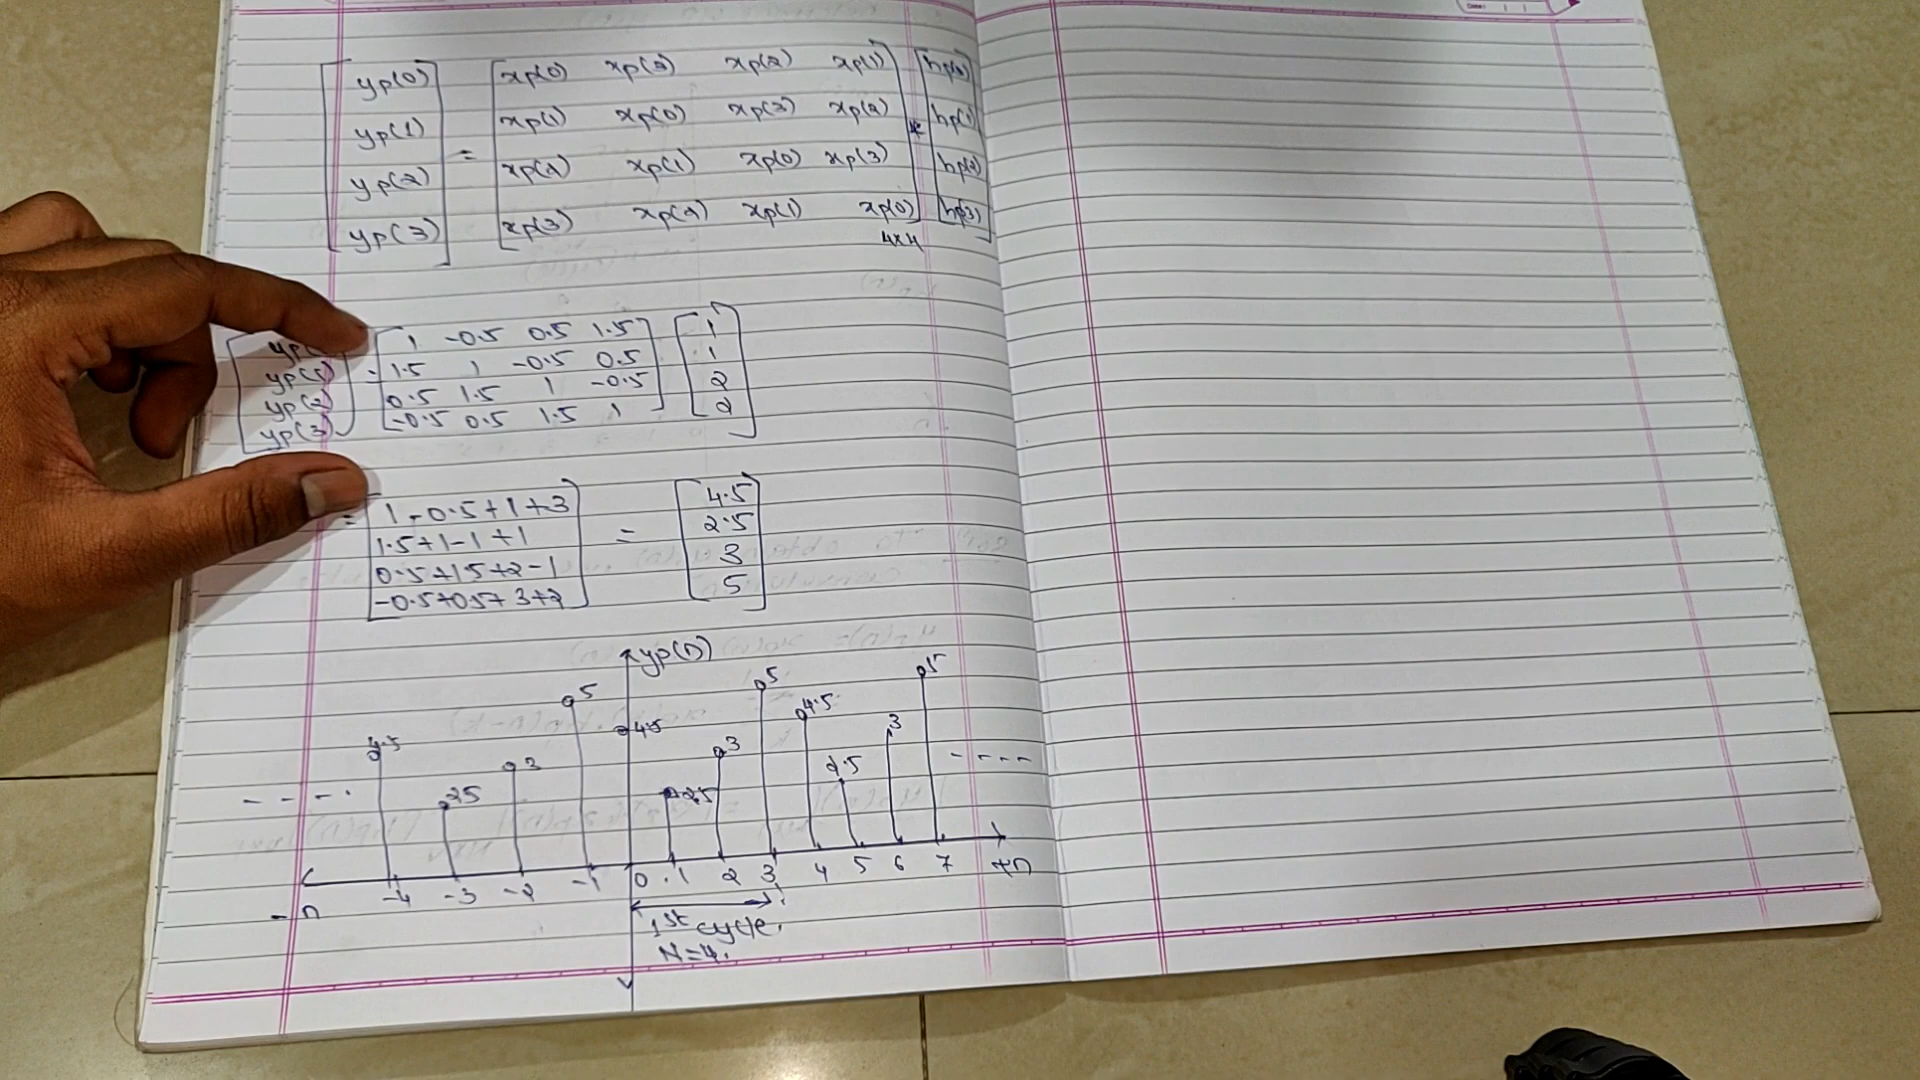 yp(0) = xp(0) xp(3) xp(2) xp(1) * hp(0)
yp(1) xp(1) xp(0) xp(3) xp(2) hp(1)
yp(2) xp(2) xp(1) xp(0) xp(3) hp(2)
yp(3) xp(3) xp(2) xp(1) xp(0) hp(3)
4x4
yp( 1 -0.5 0.5 1.5 1
yp(1) = 1.5 1 -0.5 0.5 1
yp(2) 0.5 1.5 1 -0.5 2
yp(3) -0.5 0.5 1.5 1 2
= 1-0.5+1+3 = 4.5
1.5+1-1+1 2.5
0.5+1.5+2-1 3
-0.5+0.5+3+2 5
yp(n)
4.5 2.5 3 5 4.5 2.5 3 5 4.5 2.5 3 5
- - - - - - - -
-n -4 -3 -2 -1 0 1 2 3 4 5 6 7 +n
1st cycle.
N=4.